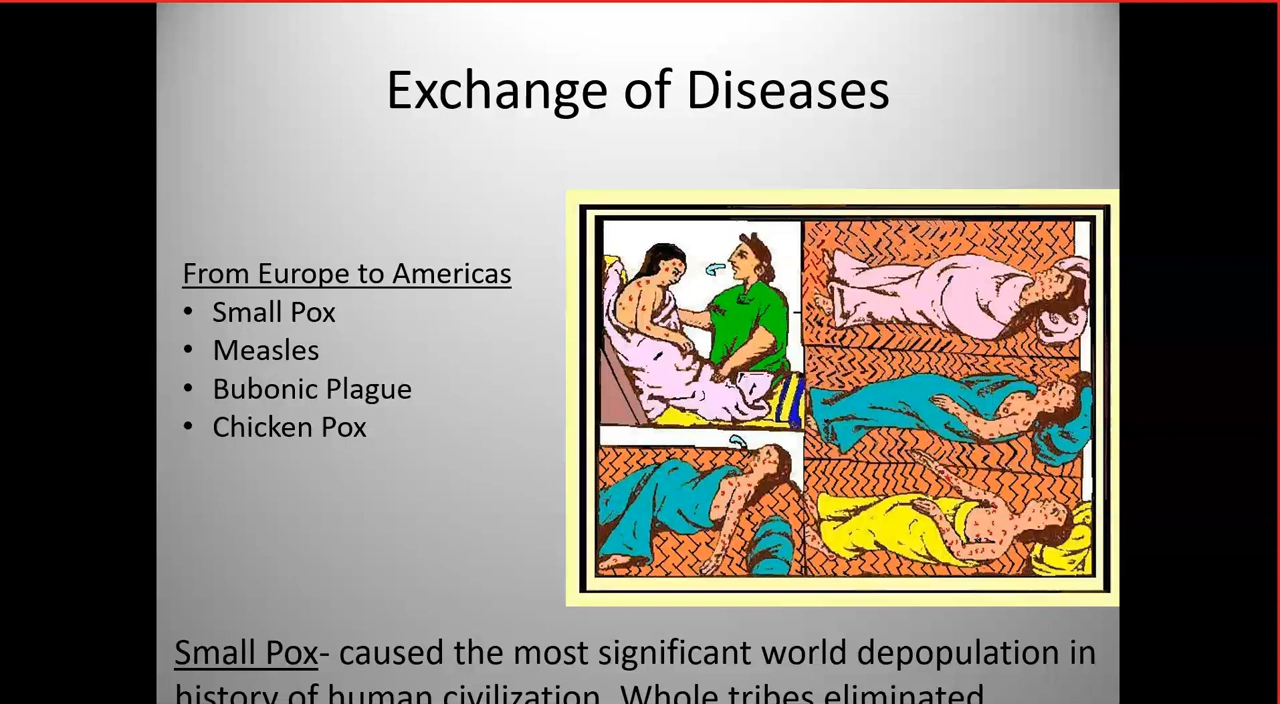 Exchange of Diseases
From Europe to Americas
• Small Pox
• Measles
• Bubonic Plague
• Chicken Pox
Small Pox- caused the most significant world depopulation in
history of human civilization. Whole tribes eliminated